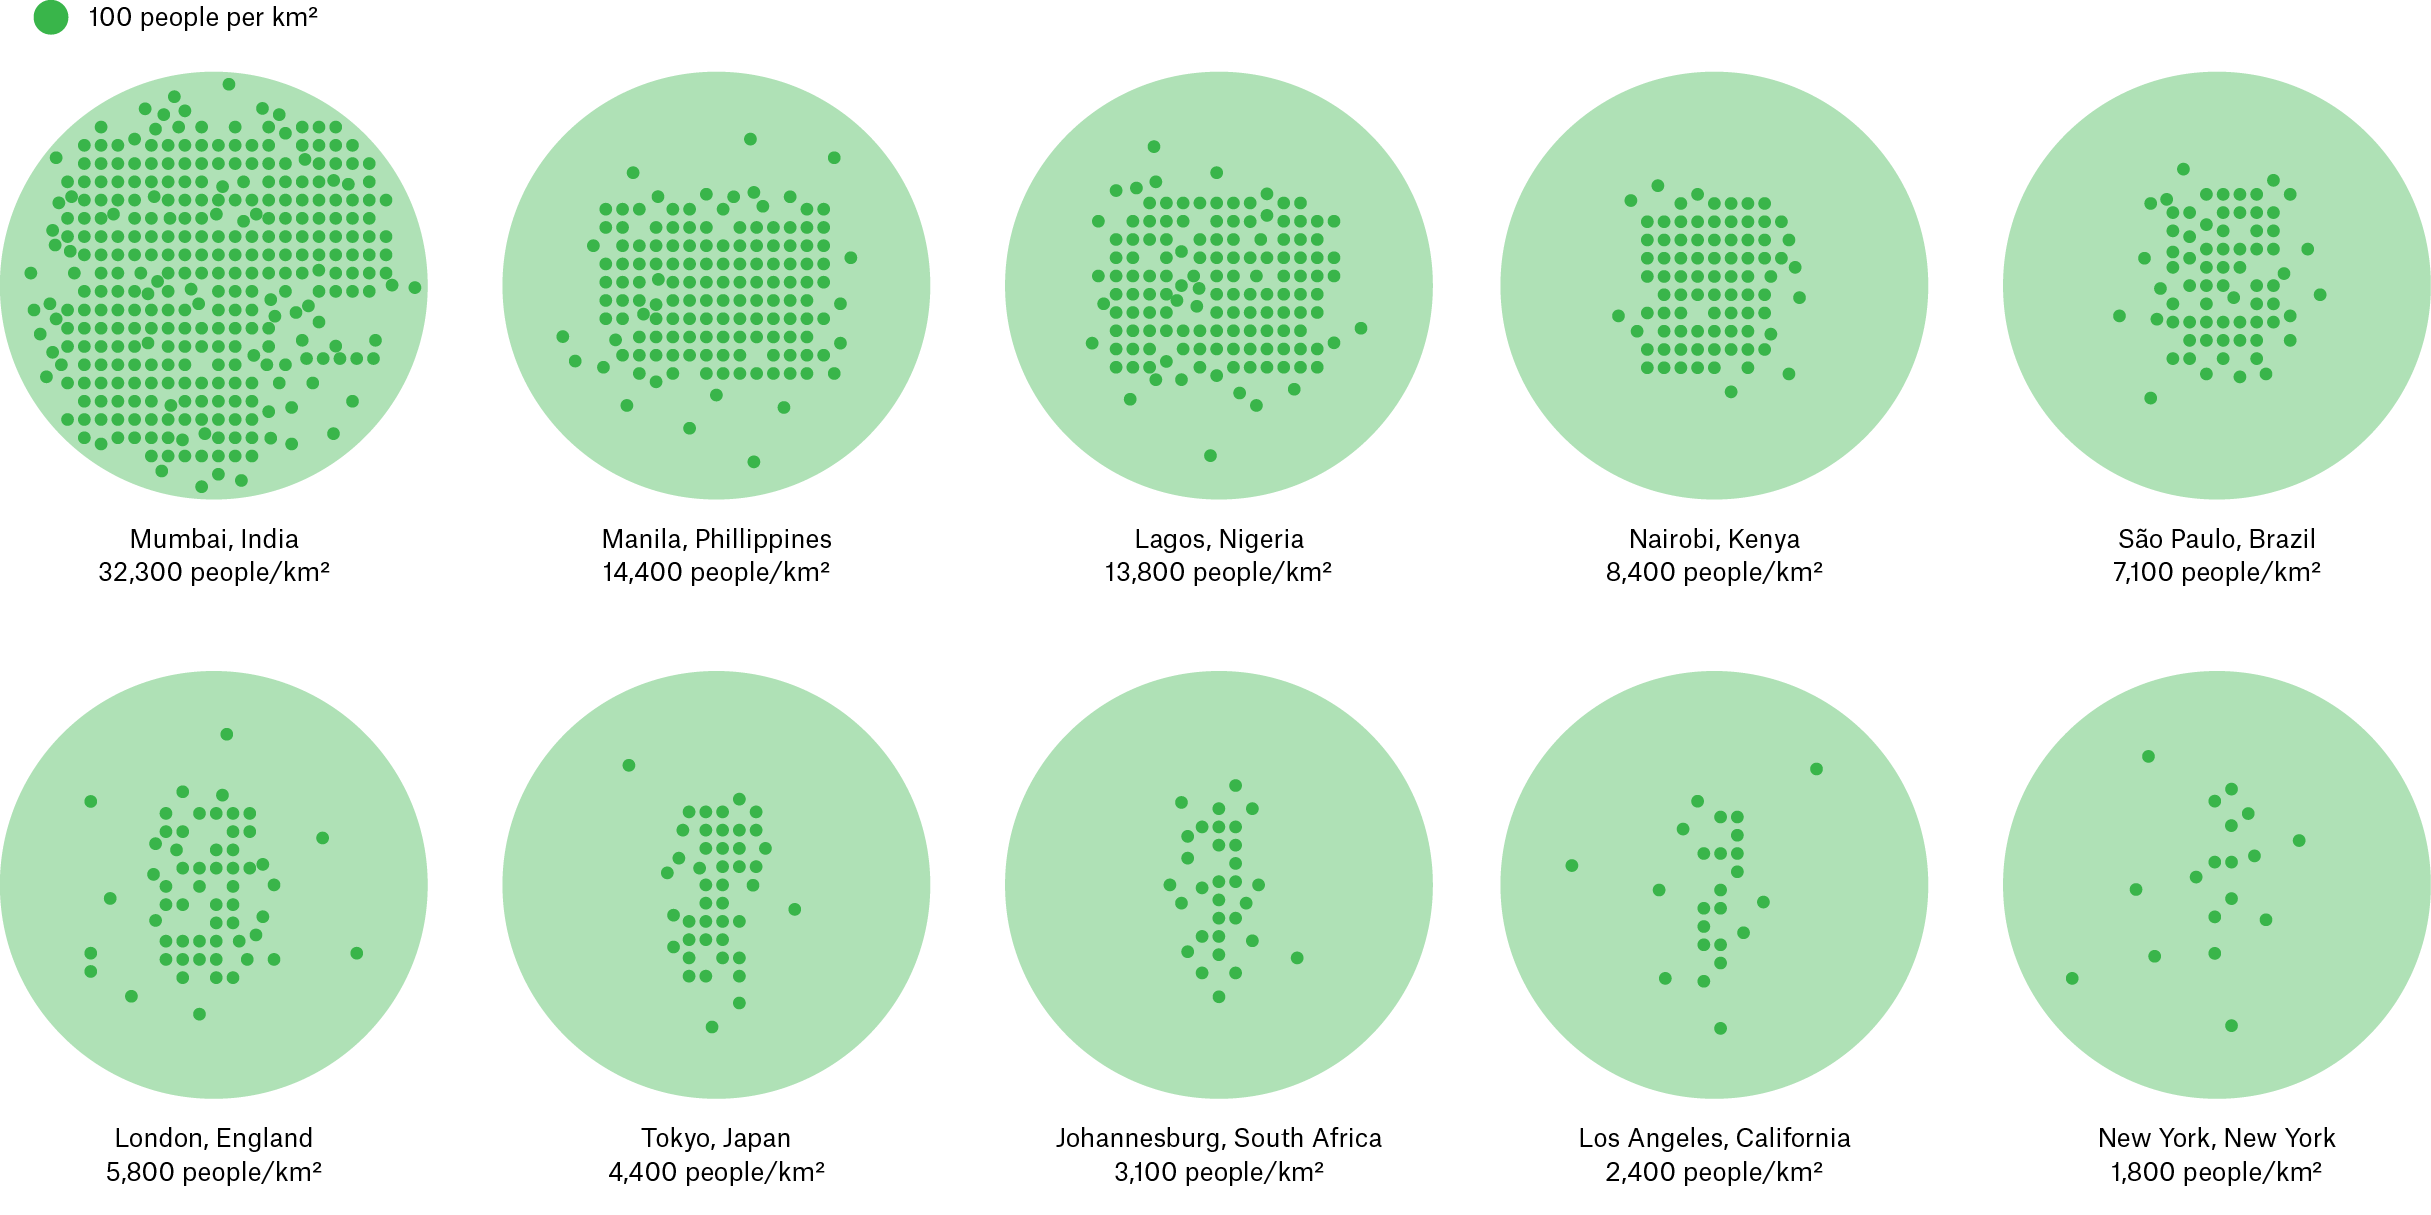 100 people per km²
Mumbai, India
32,300 people/km²
Manila, Phillippines
14,400 people/km²
Lagos, Nigeria
13,800 people/km²
Nairobi, Kenya
8,400 people/km²
São Paulo, Brazil
7,100 people/km²
London, England
5,800 people/km²
Tokyo, Japan
4,400 people/km²
Johannesburg, South Africa
3,100 people/km²
Los Angeles, California
2,400 people/km²
New York, New York
1,800 people/km²